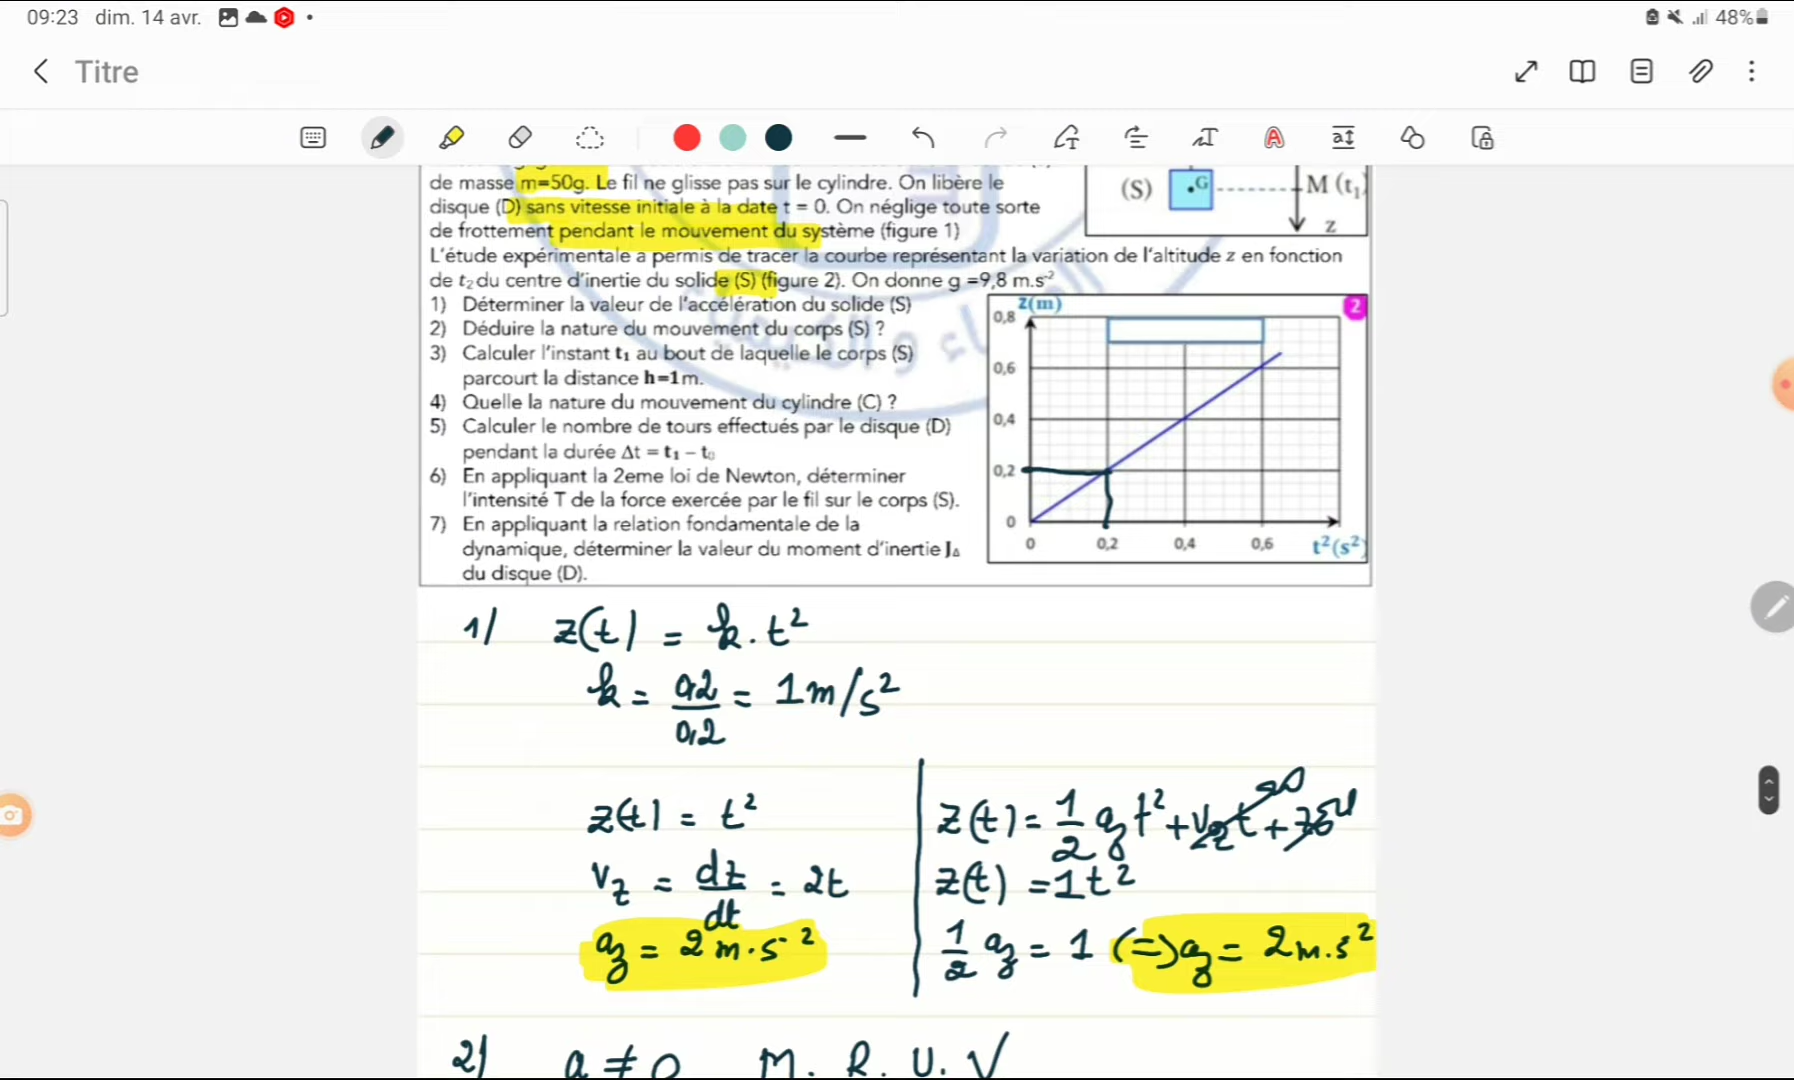 09:23 dim. 14 avr.
48%
Titre
de masse m=50g. Le fil ne glisse pas sur le cylindre. On libère le
disque (D) sans vitesse initiale à la date t = 0. On néglige toute sorte
de frottement pendant le mouvement du système (figure 1)
L'étude expérimentale a permis de tracer la courbe représentant la variation de l'altitude z en fonction
de t₂ du centre d'inertie du solide (S) (figure 2). On donne g =9,8 m.s⁻²
1) Déterminer la valeur de l'accélération du solide (S)
2) Déduire la nature du mouvement du corps (S) ?
3) Calculer l'instant t₁ au bout de laquelle le corps (S)
parcourt la distance h=1m.
4) Quelle la nature du mouvement du cylindre (C) ?
5) Calculer le nombre de tours effectués par le disque (D)
pendant la durée Δt = t₁ – t₀
6) En appliquant la 2eme loi de Newton, déterminer
l'intensité T de la force exercée par le fil sur le corps (S).
7) En appliquant la relation fondamentale de la
dynamique, déterminer la valeur du moment d'inertie J∆
du disque (D).
(S) G M (t₁)
z
z(m) 2
0,8
0,6
0,4
0,2
0
0 0,2 0,4 0,6 t²(s²)
1/ z(t) = k. t²
k = 0,2/0,2 = 1m/s²
z(t) = t²
v_z = dz/dt = 2t
a_z = 2 m.s⁻²
z(t) = 1/2 a_z t² + v₀z t + z₀
z(t) = 1t²
1/2 a_z = 1 (=) a_z = 2m.s²
2) a ≠ 0 M. R. U. V